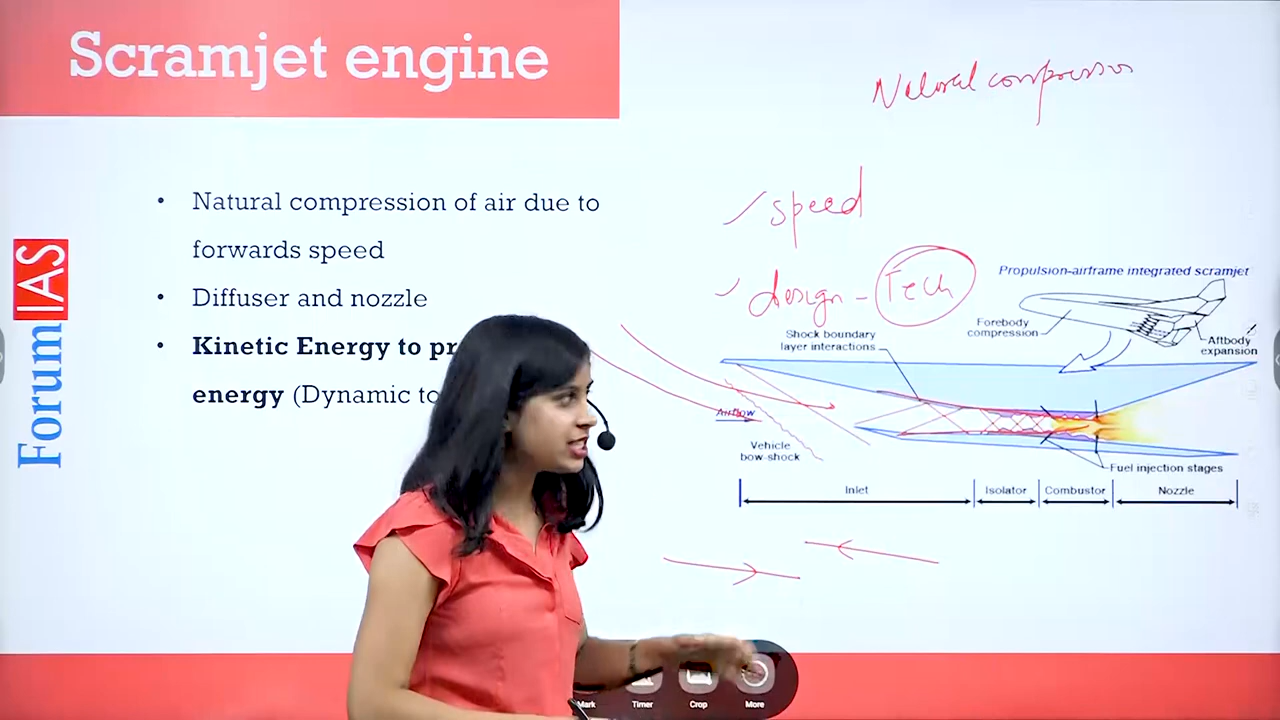 Scramjet engine
Natural compressor
• Natural compression of air due to
forwards speed
• Diffuser and nozzle
• Kinetic Energy to pr
energy (Dynamic to
speed
design - Tech
Forum IAS
Propulsion-airframe integrated scramjet
Forebody
compression
Aftbody
expansion
Shock boundary
layer interactions
Airflow
Vehicle
bow-shock
Fuel injection stages
Inlet
Isolator
Combustor
Nozzle
Mark
Timer
Crop
More